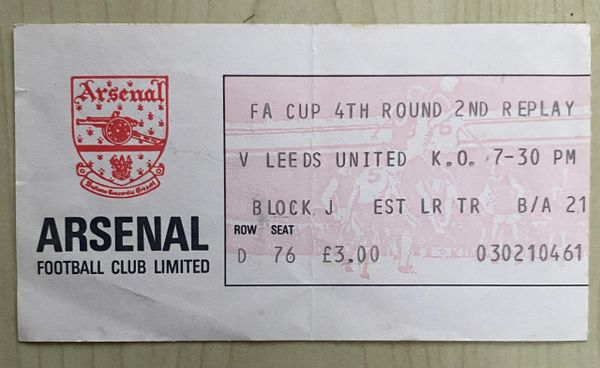 Arsenal
ARSENAL
FOOTBALL CLUB LIMITED
FA CUP 4TH ROUND 2ND REPLAY
V LEEDS UNITED K.O. 7-30 PM
BLOCK J EST LR TR B/A 21
ROW SEAT
D 76 £3.00 030210461